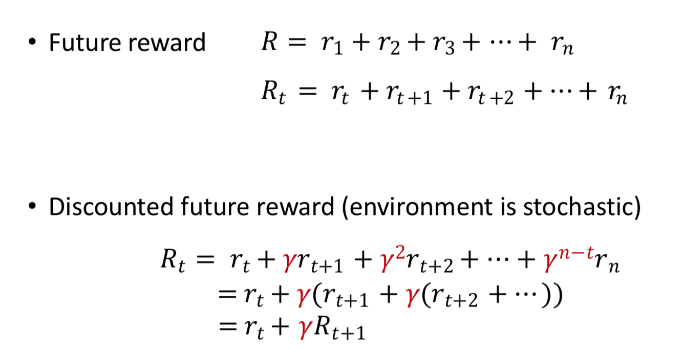 • Future reward R = r₁ + r₂ + r₃ + ⋯ + rₙ
Rₜ = rₜ + rₜ₊₁ + rₜ₊₂ + ⋯ + rₙ
• Discounted future reward (environment is stochastic)
Rₜ = rₜ + γrₜ₊₁ + γ²rₜ₊₂ + ⋯ + γⁿ⁻ᵗrₙ
= rₜ + γ(rₜ₊₁ + γ(rₜ₊₂ + ⋯))
= rₜ + γRₜ₊₁